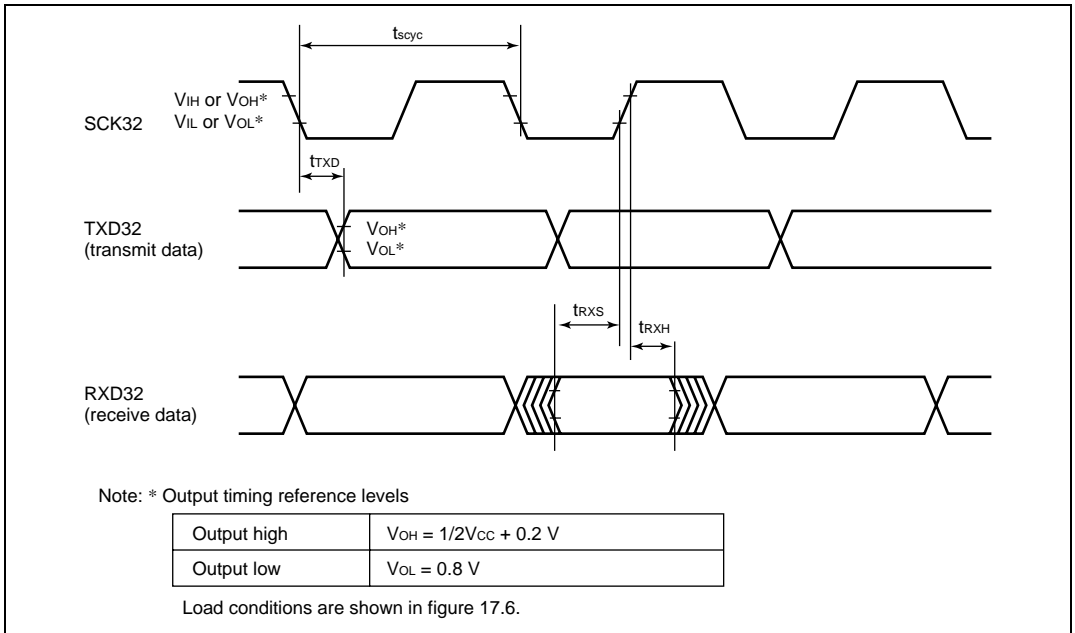 tscyc
VIH or VOH*
VIL or VOL*
SCK32
tTXD
TXD32
(transmit data)
VOH*
VOL*
tRXS
tRXH
RXD32
(receive data)
Note: * Output timing reference levels
Output high VOH = 1/2VCC + 0.2 V
Output low VOL = 0.8 V
Load conditions are shown in figure 17.6.